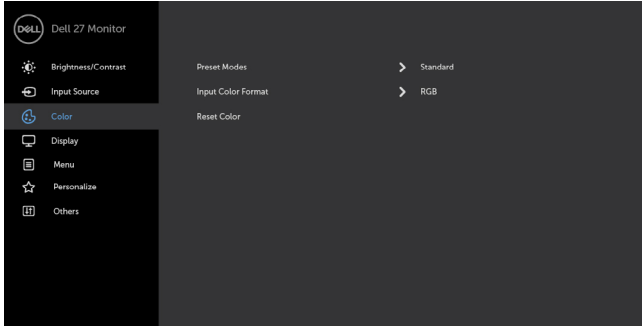 DELL Dell 27 Monitor
Brightness/Contrast
Preset Modes Standard
Input Source
Input Color Format RGB
Color
Reset Color
Display
Menu
Personalize
Others